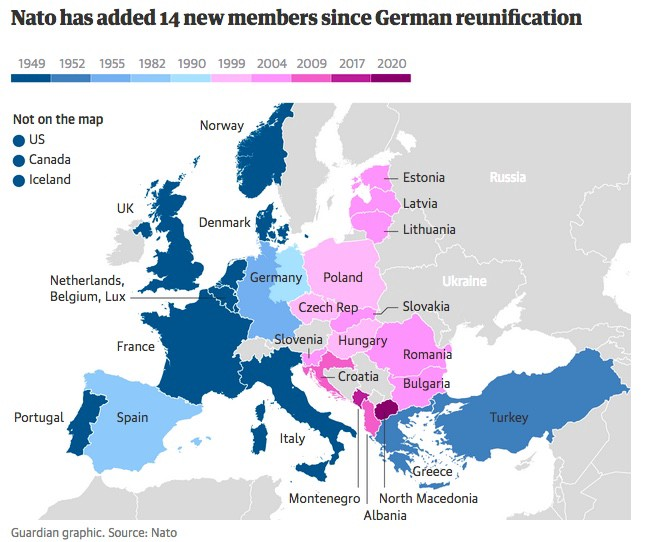 Nato has added 14 new members since German reunification
1949 1952 1955 1982 1990 1999 2004 2009 2017 2020
Not on the map
US
Canada
Iceland
Norway
Estonia
Russia
Latvia
UK
Denmark
Lithuania
Netherlands,
Belgium, Lux
Germany
Poland
Ukraine
Czech Rep
Slovakia
France
Slovenia
Hungary
Romania
Croatia
Bulgaria
Portugal
Spain
Italy
Turkey
Greece
Montenegro
North Macedonia
Albania
Guardian graphic. Source: Nato